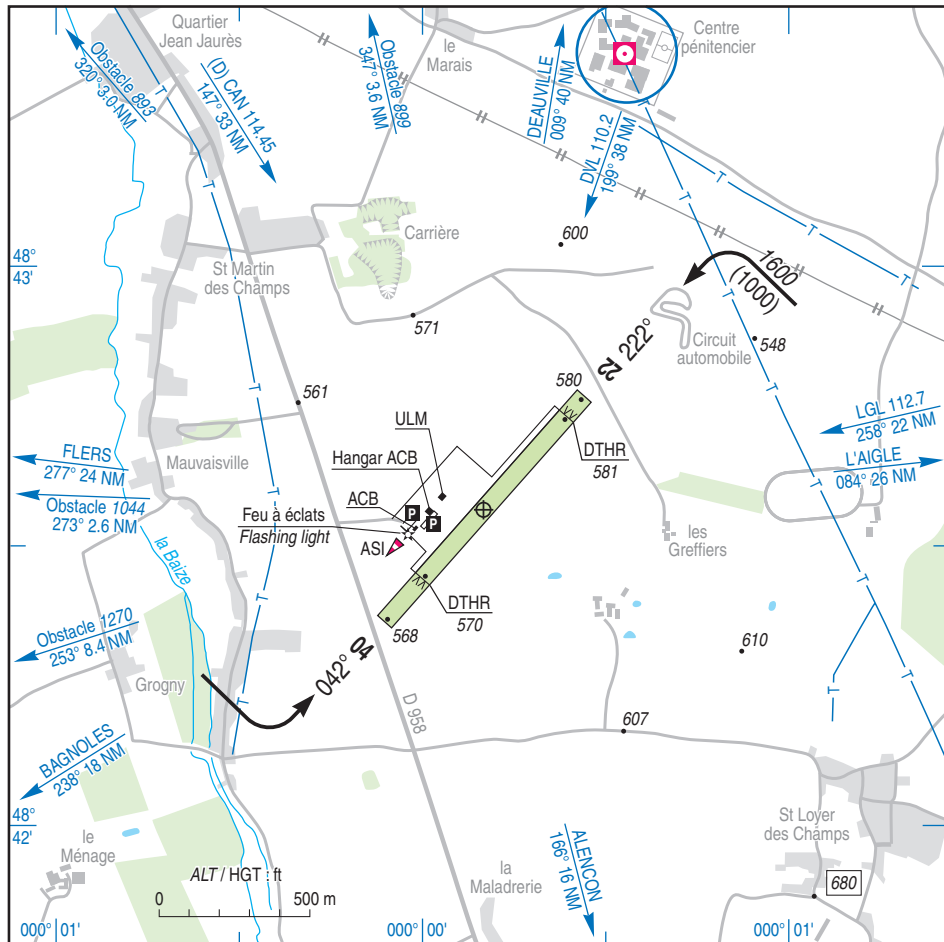 Quartier
Jean Jaurès
Obstacle 893
320° 3.0 NM
(D) CAN 114.45
147° 33 NM
Obstacle 899
347° 3.6 NM
le
Marais
DEAUVILLE
009° 40 NM
DVL 110.2
199° 38 NM
Centre
pénitencier
T
T
T
T
T
T
48°
43'
St Martin
des Champs
Carrière
600
1600
(1000)
571
22 222°
Circuit
automobile
548
T
561
580
ULM
DTHR
581
LGL 112.7
258° 22 NM
L'AIGLE
084° 26 NM
FLERS
277° 24 NM
Mauvaisville
Hangar ACB
Obstacle 1044
273° 2.6 NM
ACB
P
P
Feu à éclats
Flashing light
ASI
les
Greffiers
la Baize
T
T
DTHR
570
568
Obstacle 1270
253° 8.4 NM
610
042° 04
Grogny
T
T
T
D 958
607
BAGNOLES
238° 18 NM
48°
42'
le
Ménage
St Loyer
des Champs
ALENCON
166° 16 NM
la
Maladrerie
680
ALT / HGT : ft
0 500 m
000° 01'
000° 00'
000° 01'